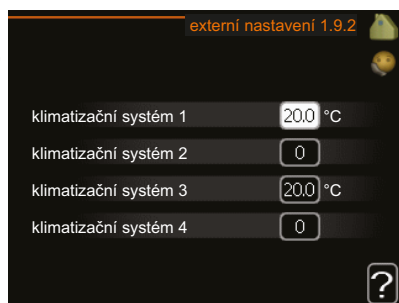 externí nastavení 1.9.2
klimatizační systém 1 20.0 °C
klimatizační systém 2 0
klimatizační systém 3 20.0 °C
klimatizační systém 4 0
?